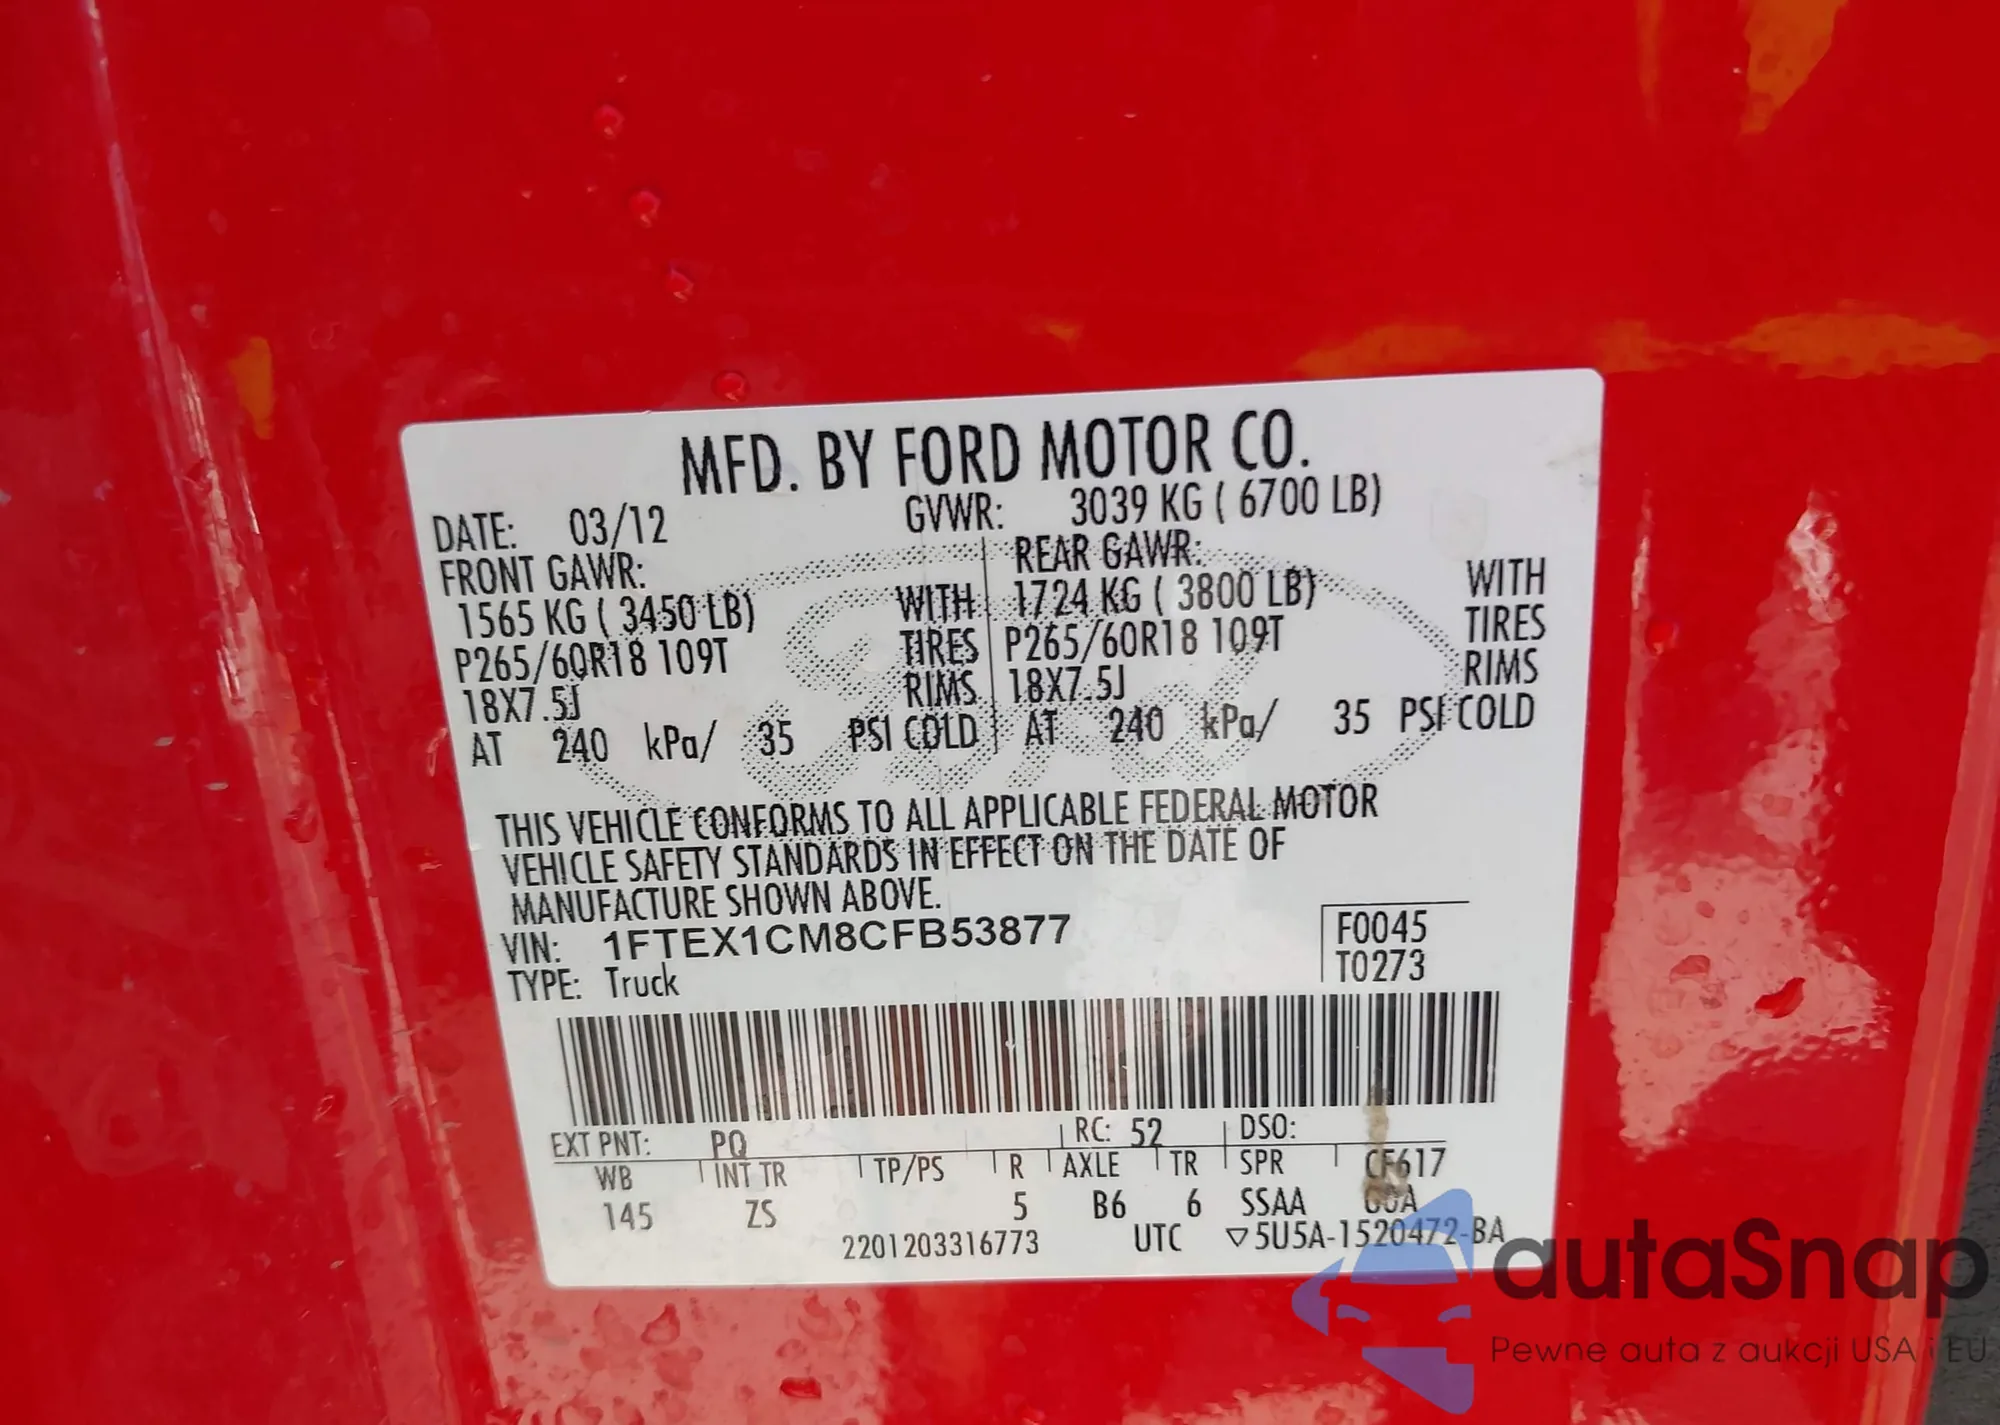 MFD. BY FORD MOTOR CO.
DATE: 03/12 GVWR: 3039 KG ( 6700 LB)
FRONT GAWR: REAR GAWR:
1565 KG ( 3450 LB) WITH 1724 KG ( 3800 LB) WITH
P265/60R18 109T TIRES P265/60R18 109T TIRES
18X7.5J RIMS 18X7.5J RIMS
AT 240 kPa/ 35 PSI COLD AT 240 kPa/ 35 PSI COLD
THIS VEHICLE CONFORMS TO ALL APPLICABLE FEDERAL MOTOR
VEHICLE SAFETY STANDARDS IN EFFECT ON THE DATE OF
MANUFACTURE SHOWN ABOVE.
VIN: 1FTEX1CM8CFB53877 F0045
TYPE: Truck T0273
EXT PNT: PQ RC: 52 DSO:
WB INT TR TP/PS R AXLE TR SPR CF617
145 ZS 5 B6 6 SSAA
2201203316773 UTC ▽5U5A-1520472-BA
autaSnap
Pewne auta z aukcji USA i EU